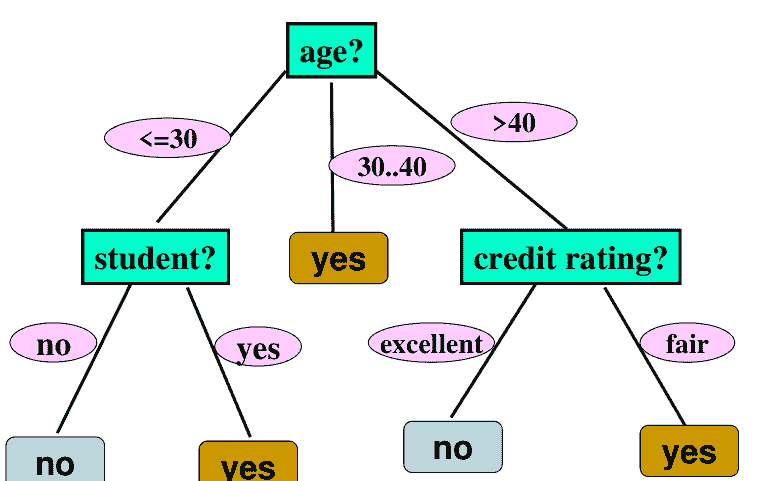 age?
<=30
30..40
>40
student?
yes
credit rating?
no
yes
excellent
fair
no
yes
no
yes